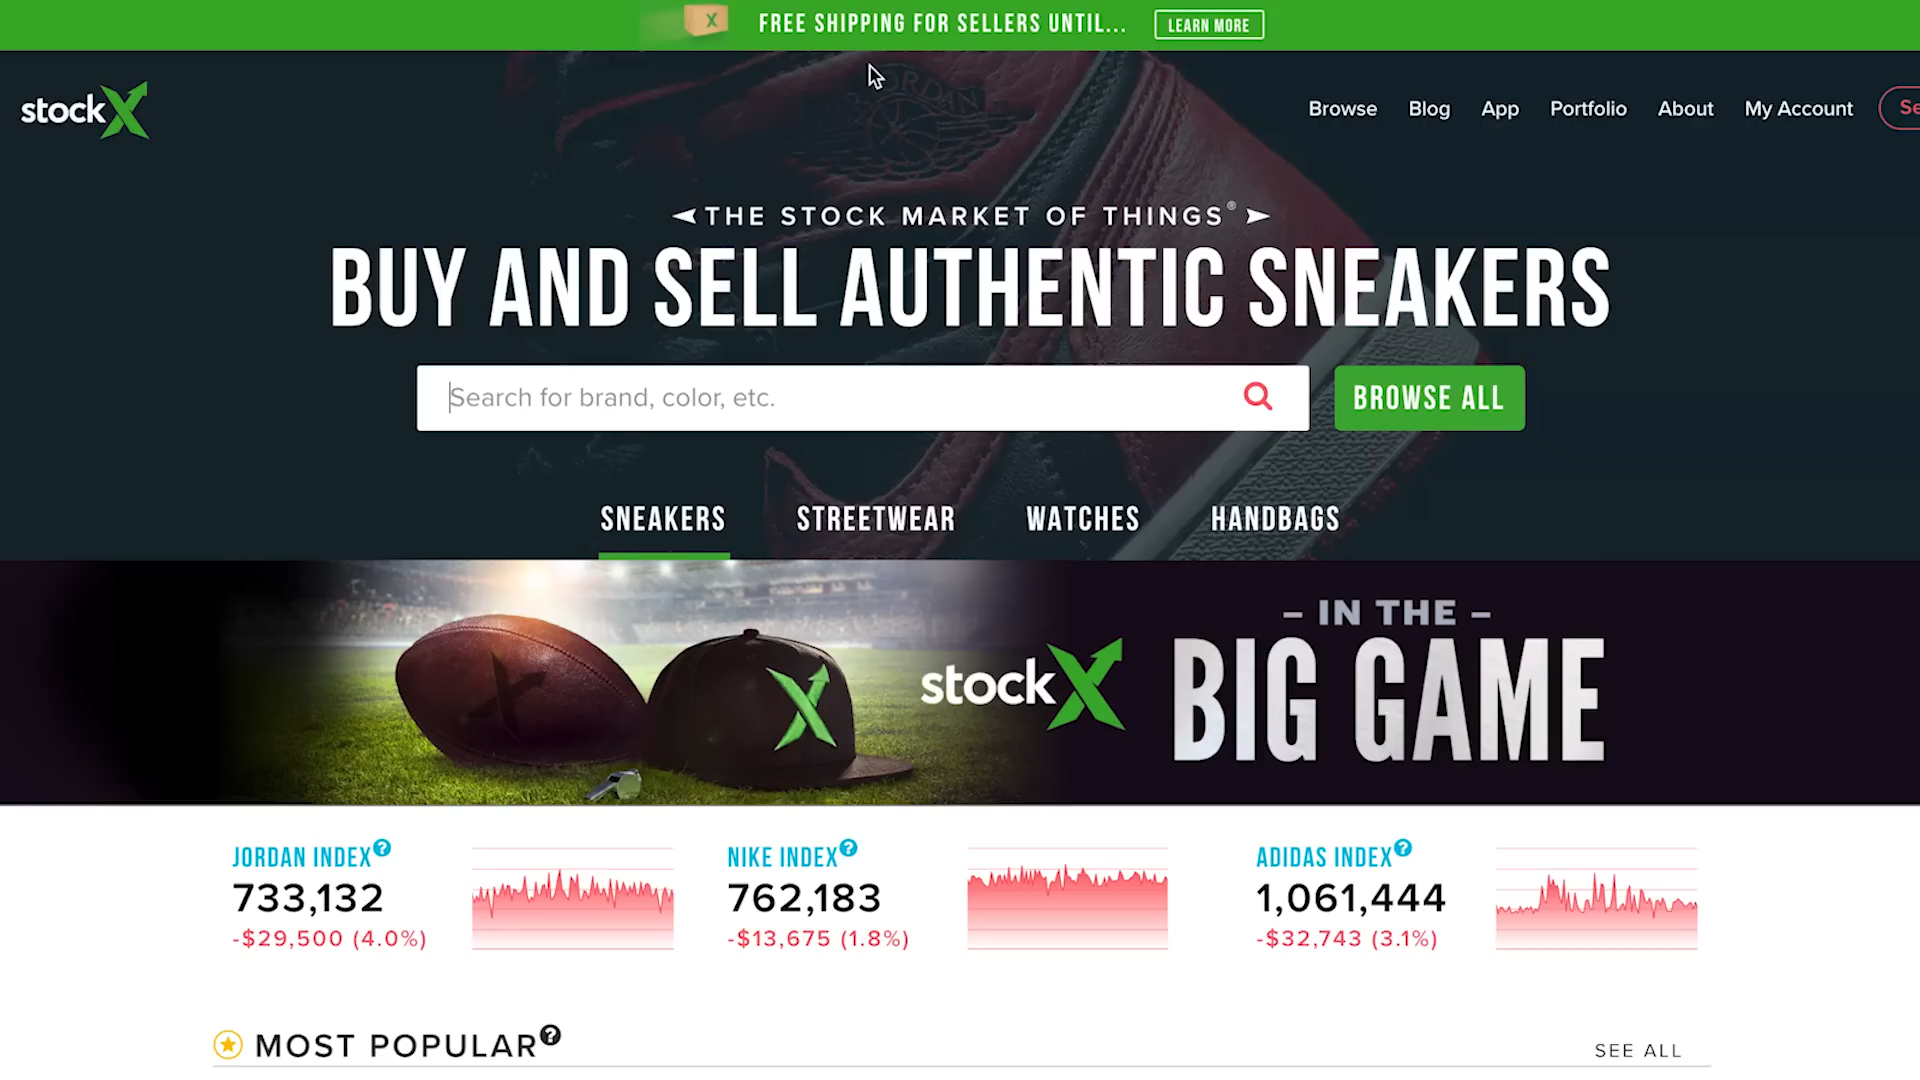 X FREE SHIPPING FOR SELLERS UNTIL... LEARN MORE
JORDAN
stockX Browse Blog App Portfolio About My Account Se
THE STOCK MARKET OF THINGS®
BUY AND SELL AUTHENTIC SNEAKERS
Search for brand, color, etc. BROWSE ALL
SNEAKERS STREETWEAR WATCHES HANDBAGS
– IN THE –
stockX BIG GAME
X X
JORDAN INDEX? NIKE INDEX? ADIDAS INDEX?
733,132 762,183 1,061,444
-$29,500 (4.0%) -$13,675 (1.8%) -$32,743 (3.1%)
MOST POPULAR? SEE ALL